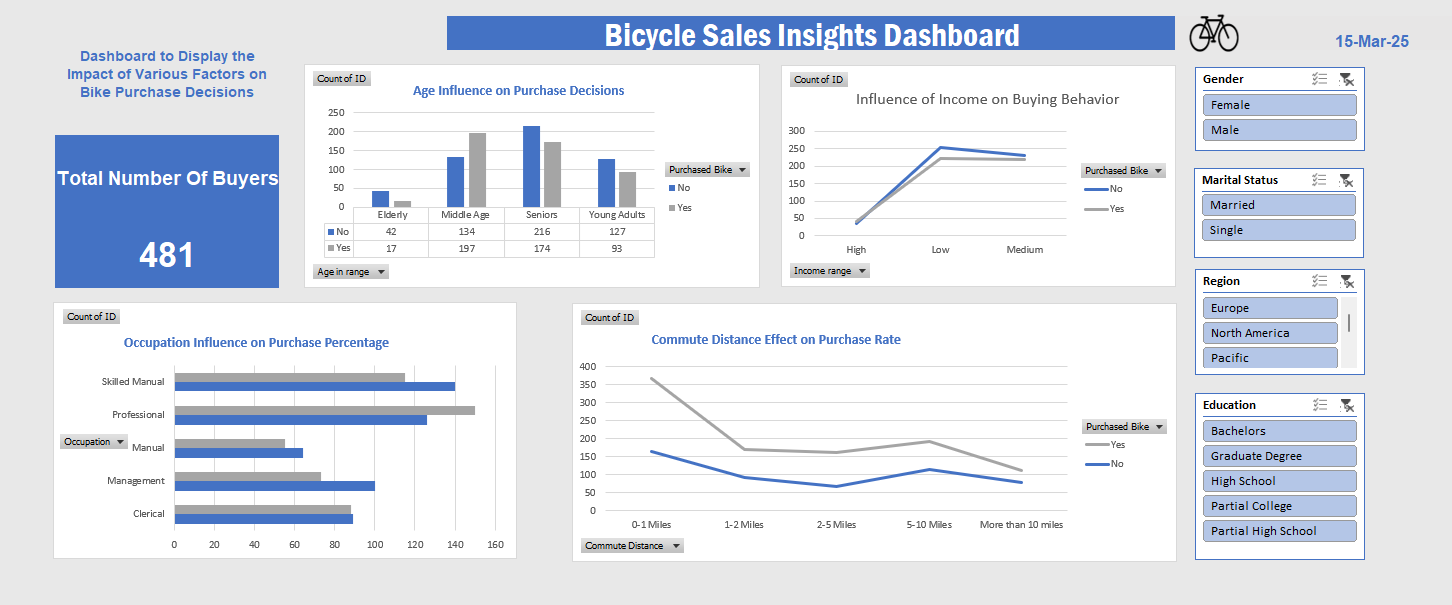 Bicycle Sales Insights Dashboard
15-Mar-25
Dashboard to Display the
Impact of Various Factors on
Bike Purchase Decisions
Total Number Of Buyers
481
Count of ID
Age Influence on Purchase Decisions
250
200
150
100
50
0
Elderly Middle Age Seniors Young Adults
No 42 134 216 127
Yes 17 197 174 93
Purchased Bike
No
Yes
Age in range
Count of ID
Influence of Income on Buying Behavior
300
250
200
150
100
50
0
High Low Medium
Purchased Bike
No
Yes
Income range
Gender
Female
Male
Marital Status
Married
Single
Region
Europe
North America
Pacific
Education
Bachelors
Graduate Degree
High School
Partial College
Partial High School
Count of ID
Occupation Influence on Purchase Percentage
Skilled Manual
Professional
Occupation
Manual
Management
Clerical
0 20 40 60 80 100 120 140 160
Count of ID
Commute Distance Effect on Purchase Rate
400
350
300
250
200
150
100
50
0
0-1 Miles 1-2 Miles 2-5 Miles 5-10 Miles More than 10 miles
Purchased Bike
Yes
No
Commute Distance